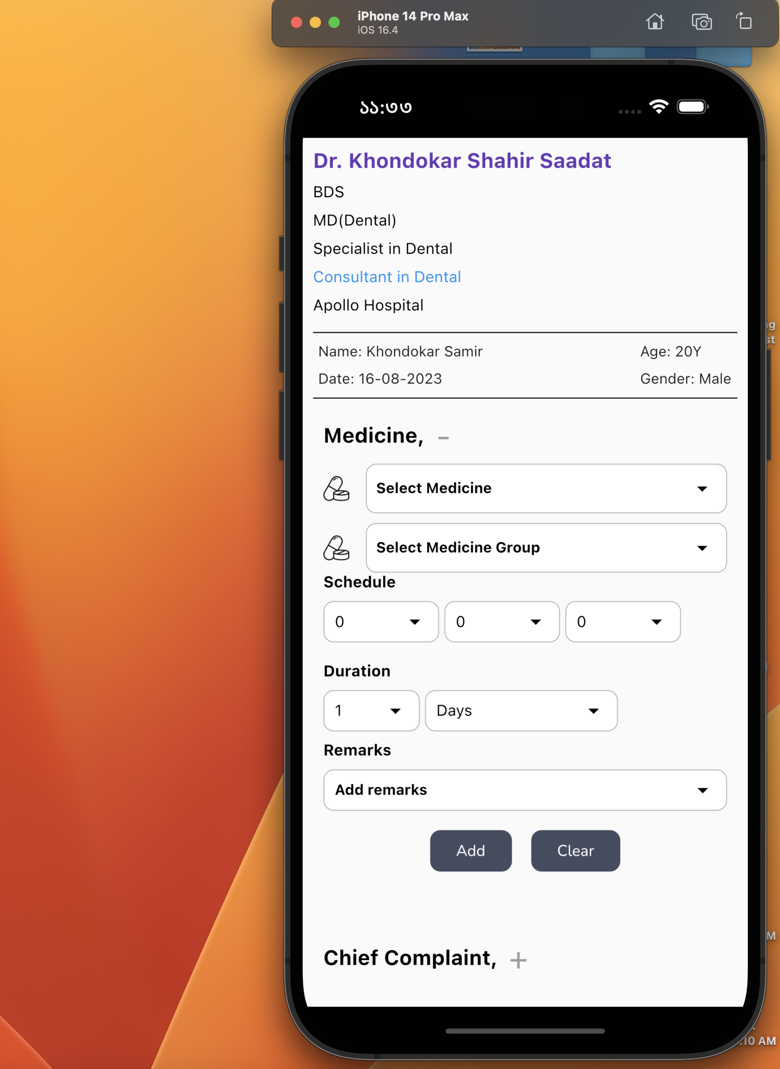 iPhone 14 Pro Max
iOS 16.4
১১:৩৩
Dr. Khondokar Shahir Saadat
BDS
MD(Dental)
Specialist in Dental
Consultant in Dental
Apollo Hospital
Name: Khondokar Samir Age: 20Y
Date: 16-08-2023 Gender: Male
Medicine, –
Select Medicine
Select Medicine Group
Schedule
0 0 0
Duration
1 Days
Remarks
Add remarks
Add Clear
Chief Complaint, +